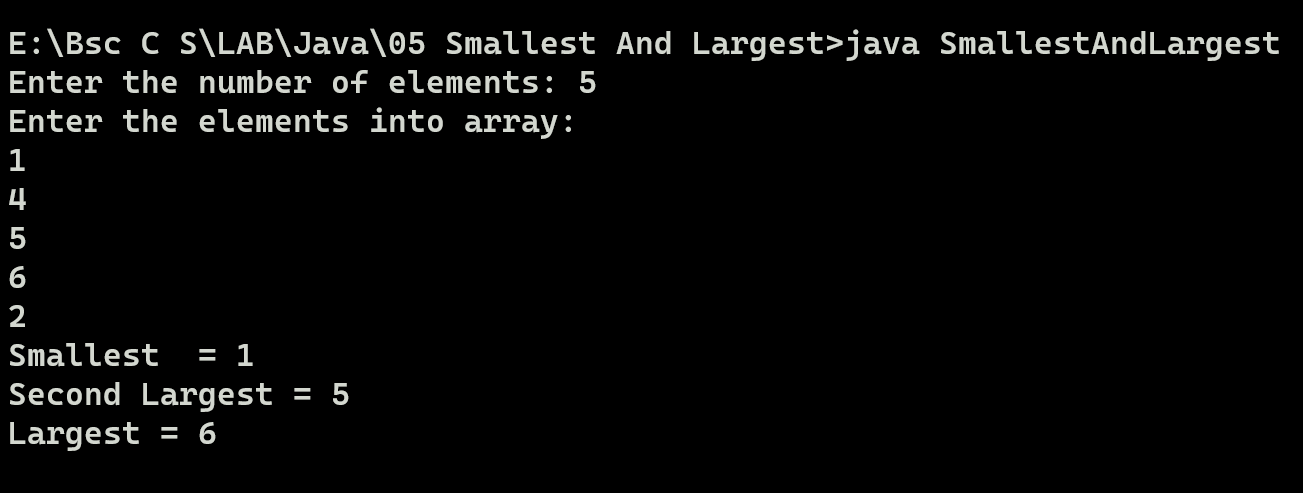 E:\Bsc C S\LAB\Java\05 Smallest And Largest>java SmallestAndLargest
Enter the number of elements: 5
Enter the elements into array:
1
4
5
6
2
Smallest  = 1
Second Largest = 5
Largest = 6